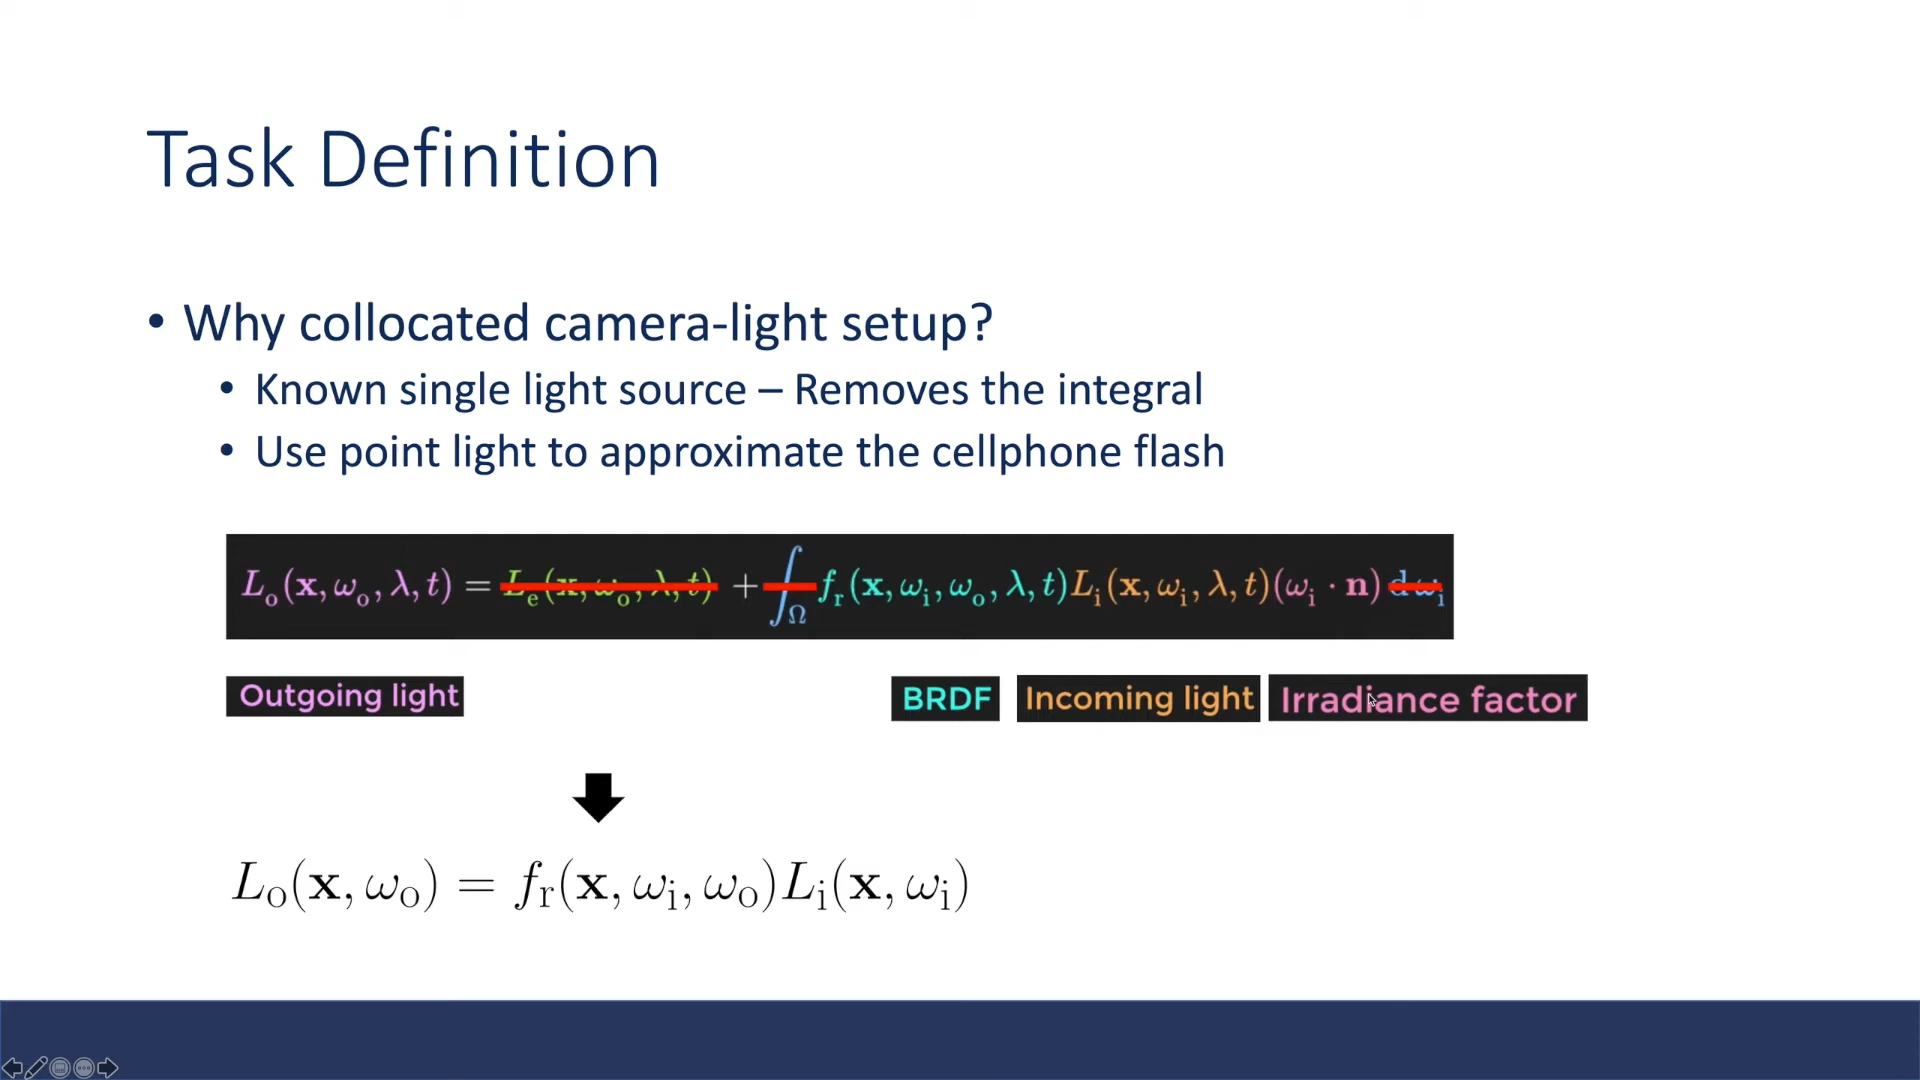 Task Definition
• Why collocated camera-light setup?
• Known single light source – Removes the integral
• Use point light to approximate the cellphone flash
Lₒ(x, ωₒ, λ, t) = Lₑ(x, ωₒ, λ, t) + ∫_Ω fᵣ(x, ωᵢ, ωₒ, λ, t)Lᵢ(x, ωᵢ, λ, t)(ωᵢ · n) dωᵢ
Outgoing light BRDF Incoming light Irradiance factor
Lₒ(x, ωₒ) = fᵣ(x, ωᵢ, ωₒ)Lᵢ(x, ωᵢ)